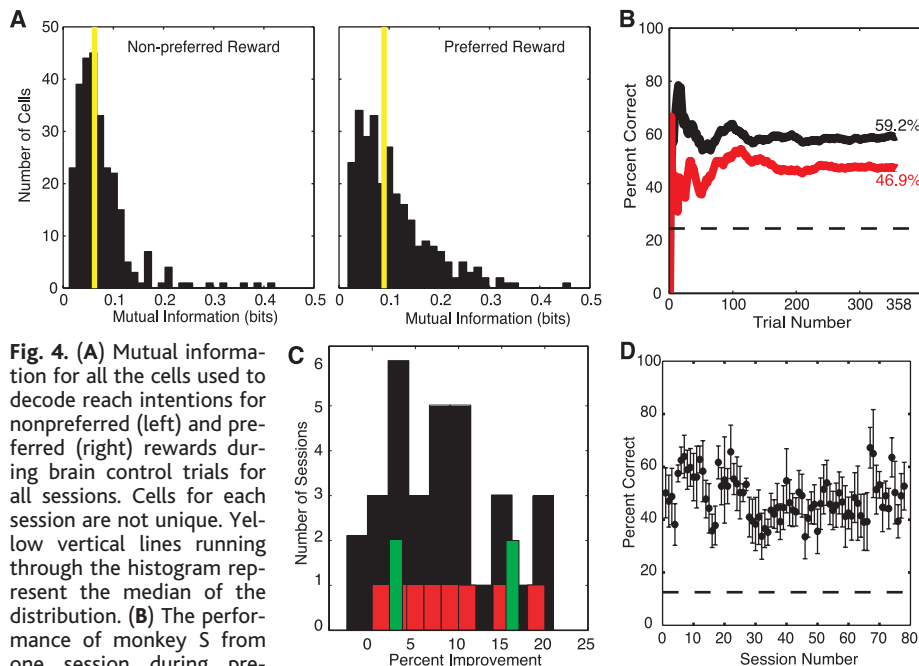 A
Non-preferred Reward
Preferred Reward
50
40
30
20
10
0
Number of Cells
0 0.1 0.2 0.3 0.4 0.5
Mutual Information (bits)
0 0.1 0.2 0.3 0.4 0.5
Mutual Information (bits)
B
100
80
60
40
20
0
Percent Correct
59.2%
46.9%
0 100 200 300 358
Trial Number
Fig. 4. (A) Mutual informa-
tion for all the cells used to
decode reach intentions for
nonpreferred (left) and pre-
ferred (right) rewards dur-
ing brain control trials for
all sessions. Cells for each
session are not unique. Yel-
low vertical lines running
through the histogram rep-
resent the median of the
distribution. (B) The perfor-
mance of monkey S from
one session during pre-
C
6
5
4
3
2
1
0
Number of Sessions
0 5 10 15 20 25
Percent Improvement
D
100
80
60
40
20
0
Percent Correct
0 10 20 30 40 50 60 70 80
Session Number